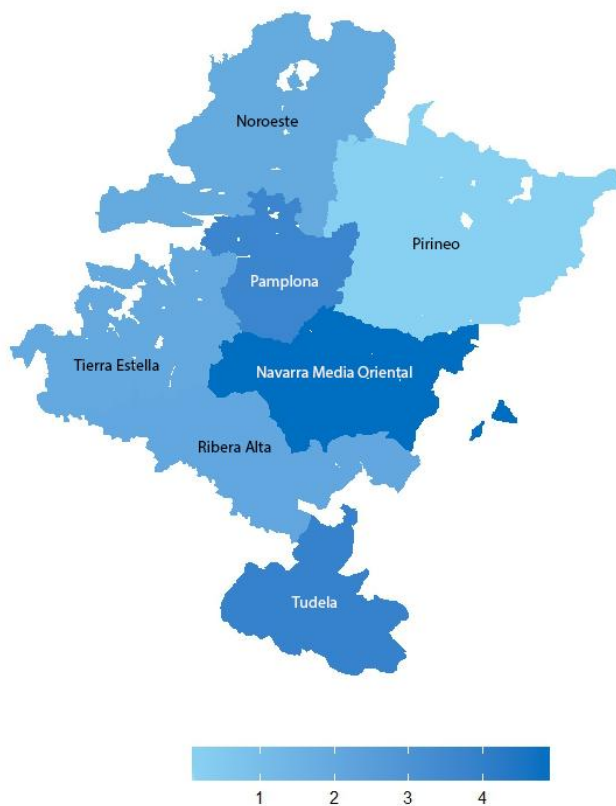 Noroeste
Pirineo
Pamplona
Tierra Estella
Navarra Media Oriental
Ribera Alta
Tudela
1 2 3 4